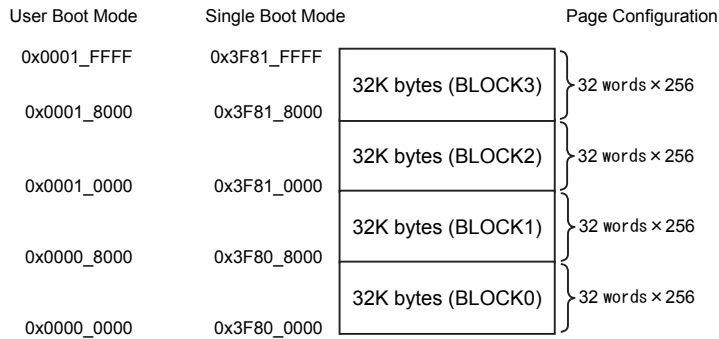 User Boot Mode Single Boot Mode Page Configuration
0x0001_FFFF 0x3F81_FFFF
32K bytes (BLOCK3) 32 words×256
0x0001_8000 0x3F81_8000
32K bytes (BLOCK2) 32 words×256
0x0001_0000 0x3F81_0000
32K bytes (BLOCK1) 32 words×256
0x0000_8000 0x3F80_8000
32K bytes (BLOCK0) 32 words×256
0x0000_0000 0x3F80_0000